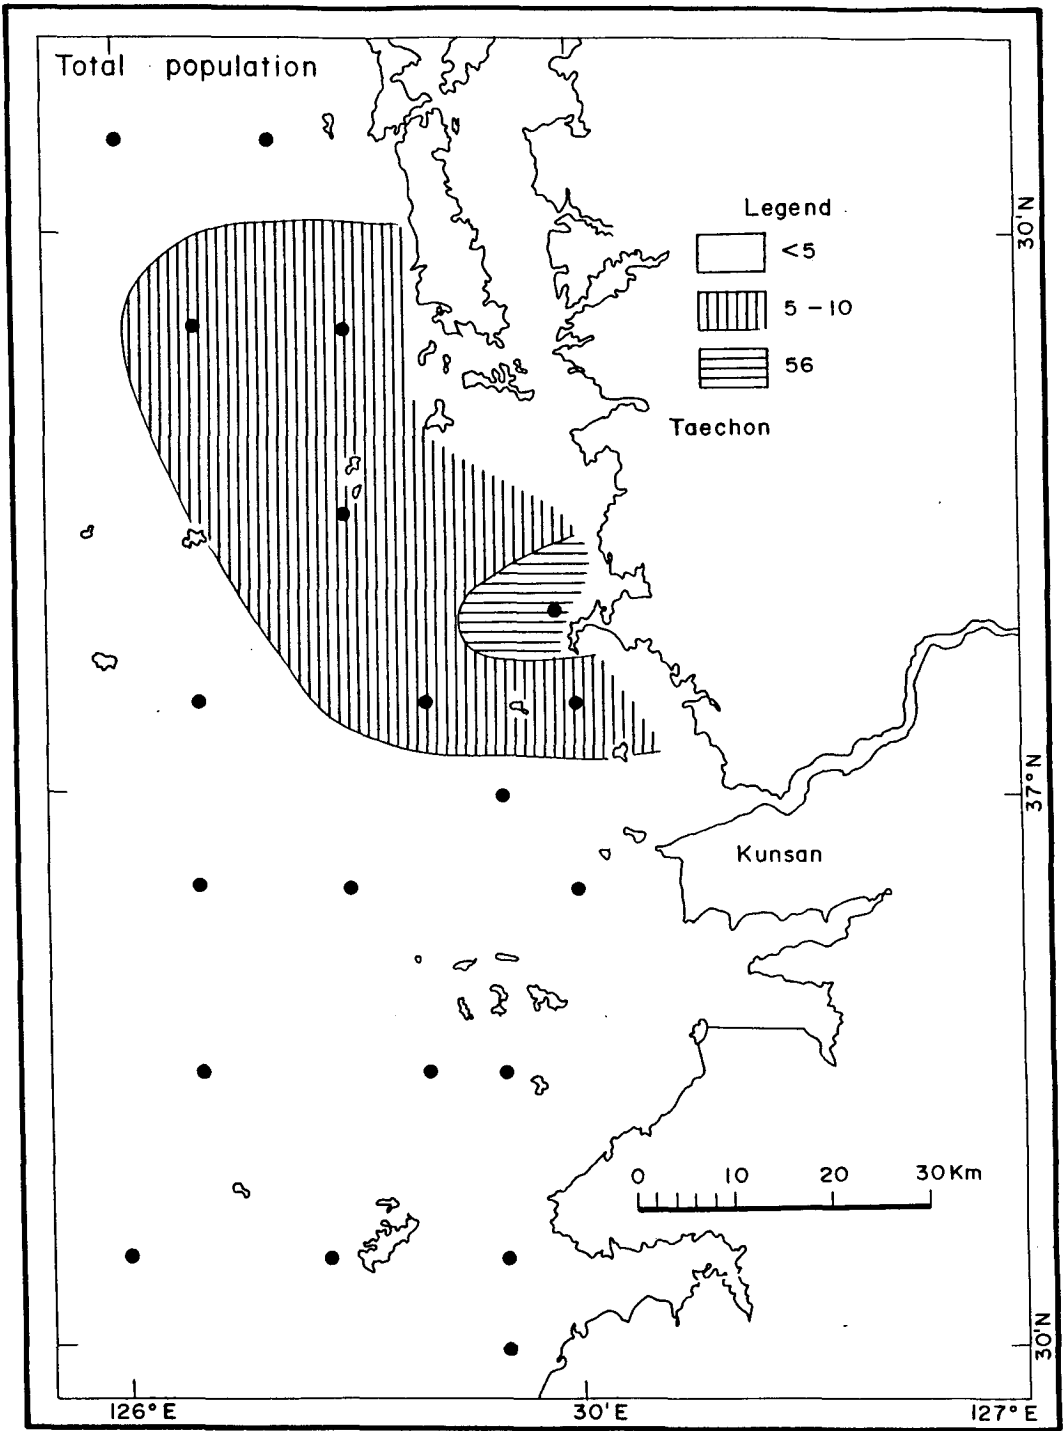 Total population
Legend
<5
5-10
56
Taechon
30'N
37°N
Kunsan
0 10 20 30Km
30'N
126°E 30'E 127°E